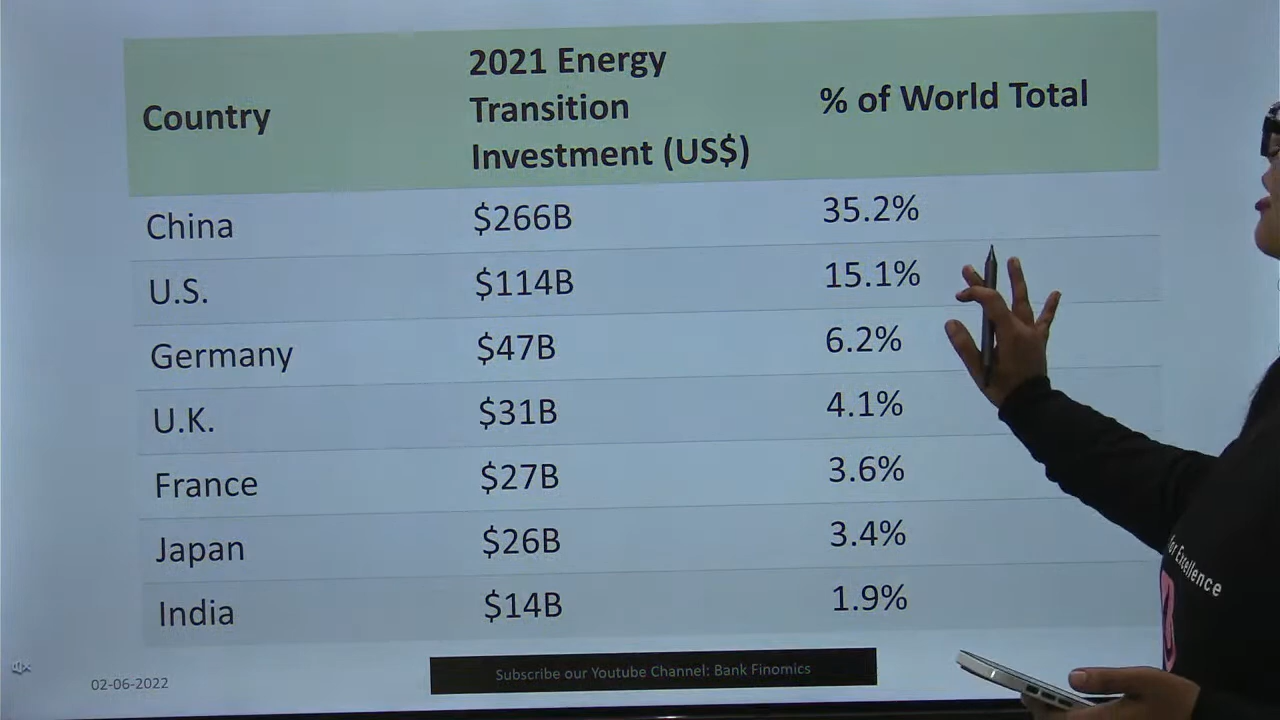 Country 2021 Energy Transition Investment (US$) % of World Total
China $266B 35.2%
U.S. $114B 15.1%
Germany $47B 6.2%
U.K. $31B 4.1%
France $27B 3.6%
Japan $26B 3.4%
India $14B 1.9%
for Excellence
02-06-2022
Subscribe our Youtube Channel: Bank Finomics